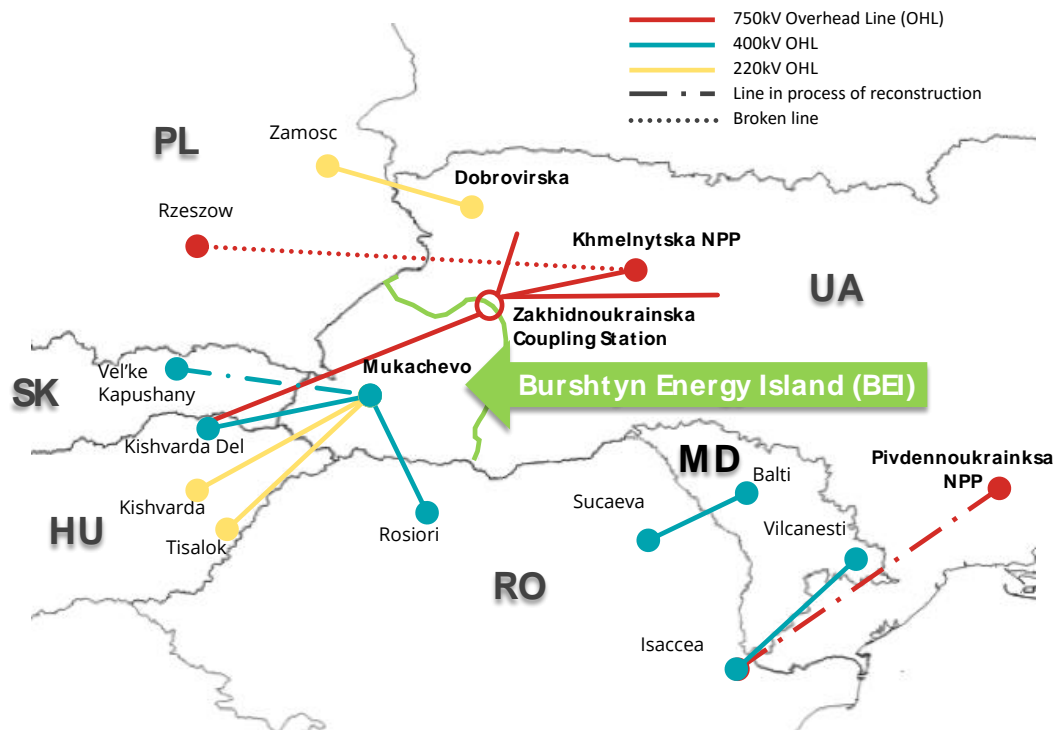 750kV Overhead Line (OHL)
400kV OHL
220kV OHL
Line in process of reconstruction
Broken line
PL
Zamosc
Dobrovirska
Rzeszow
Khmelnytska NPP
UA
Zakhidnoukrainska
Coupling Station
SK
Vel'ke
Kapushany
Mukachevo
Burshtyn Energy Island (BEI)
Kishvarda Del
MD
Balti
Pivdennoukrainksa
NPP
Kishvarda
Sucaeva
HU
Tisalok
Rosiori
Vilcanesti
RO
Isaccea